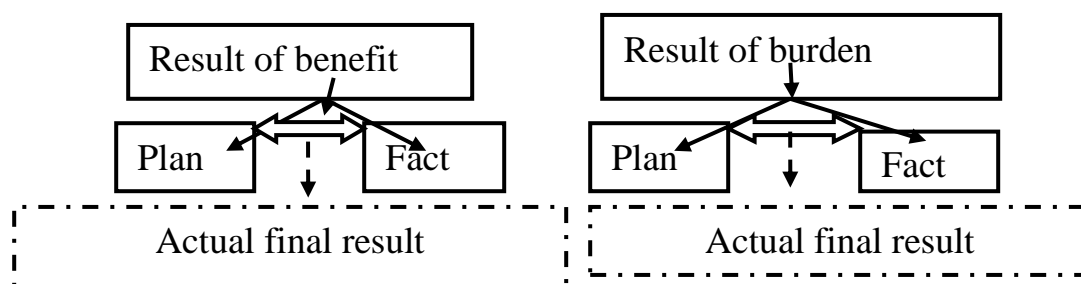 Result of benefit
Plan
Fact
Actual final result
Result of burden
Plan
Fact
Actual final result